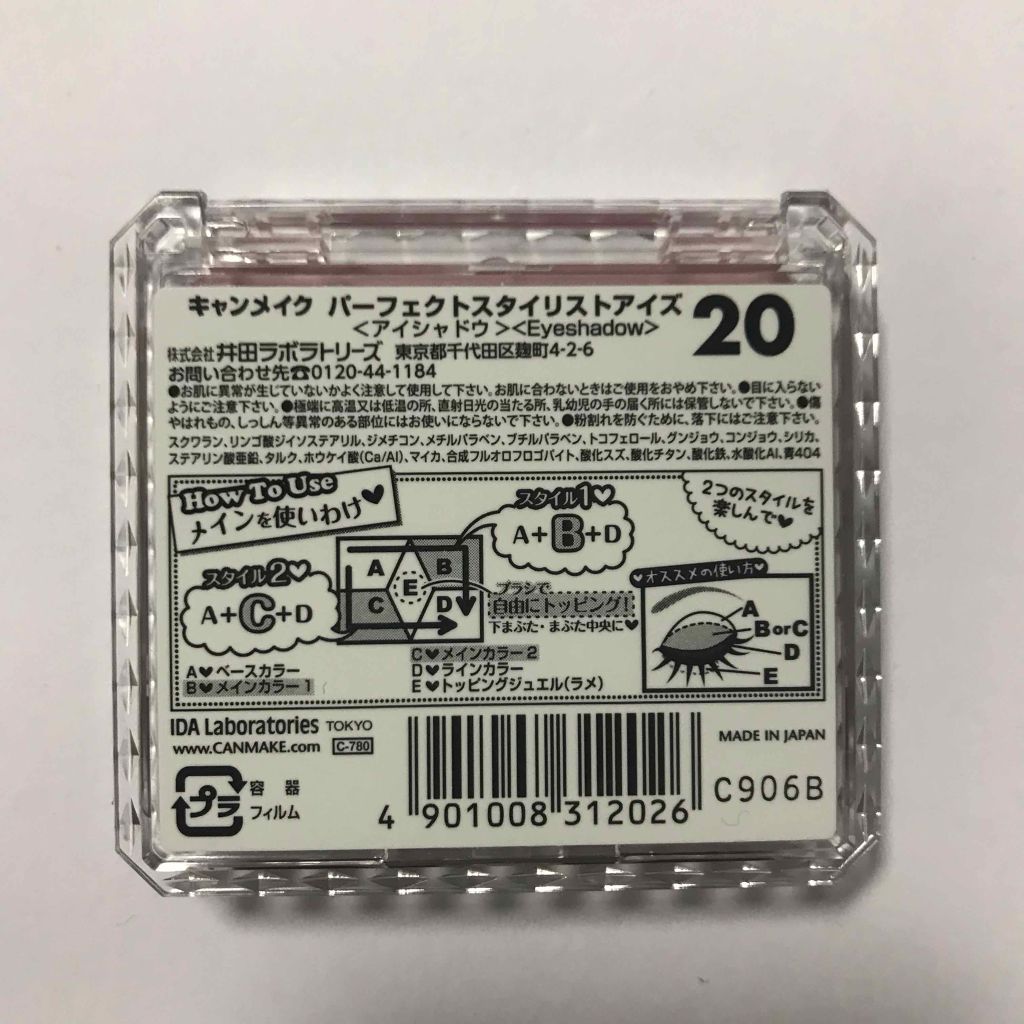 キャンメイク パーフェクトスタイリストアイズ 20
<アイシャドウ><Eyeshadow>
株式会社 井田ラボラトリーズ 東京都千代田区麹町4-2-6
お問い合わせ先☎0120-44-1184
●お肌に異常が生じていないかよく注意して使用して下さい。お肌に合わないときはご使用をおやめ下さい。●目に入らない
ようにご注意下さい。●極端に高温又は低温の所、直射日光の当たる所、乳幼児の手の届く所には保管しないで下さい。●傷
やはれもの、しっしん等異常のある部位にはお使いにならないで下さい。●粉割れを防ぐために、落下にはご注意下さい。
スクワラン、リンゴ酸ジイソステアリル、ジメチコン、メチルパラベン、ブチルパラベン、トコフェロール、グンジョウ、コンジョウ、シリカ、
ステアリン酸亜鉛、タルク、ホウケイ酸(Ca/Al)、マイカ、合成フルオロフロゴパイト、酸化スズ、酸化チタン、酸化鉄、水酸化Al、青404
How To Use
メインを使いわけ♥
2つのスタイルを
楽しんで♥
スタイル1♥
A+B+D
スタイル2♥
A+C+D
A
B
C
D
E
ブラシで
自由にトッピング!
下まぶた・まぶた中央に♥
♥オススメの使い方♥
A
B or C
D
E
A♥ベースカラー
B♥メインカラー1
C♥メインカラー2
D♥ラインカラー
E♥トッピングジュエル(ラメ)
IDA Laboratories TOKYO
www.CANMAKE.com C-780
MADE IN JAPAN
プラ
容器
フィルム
4 901008 312026
C906B